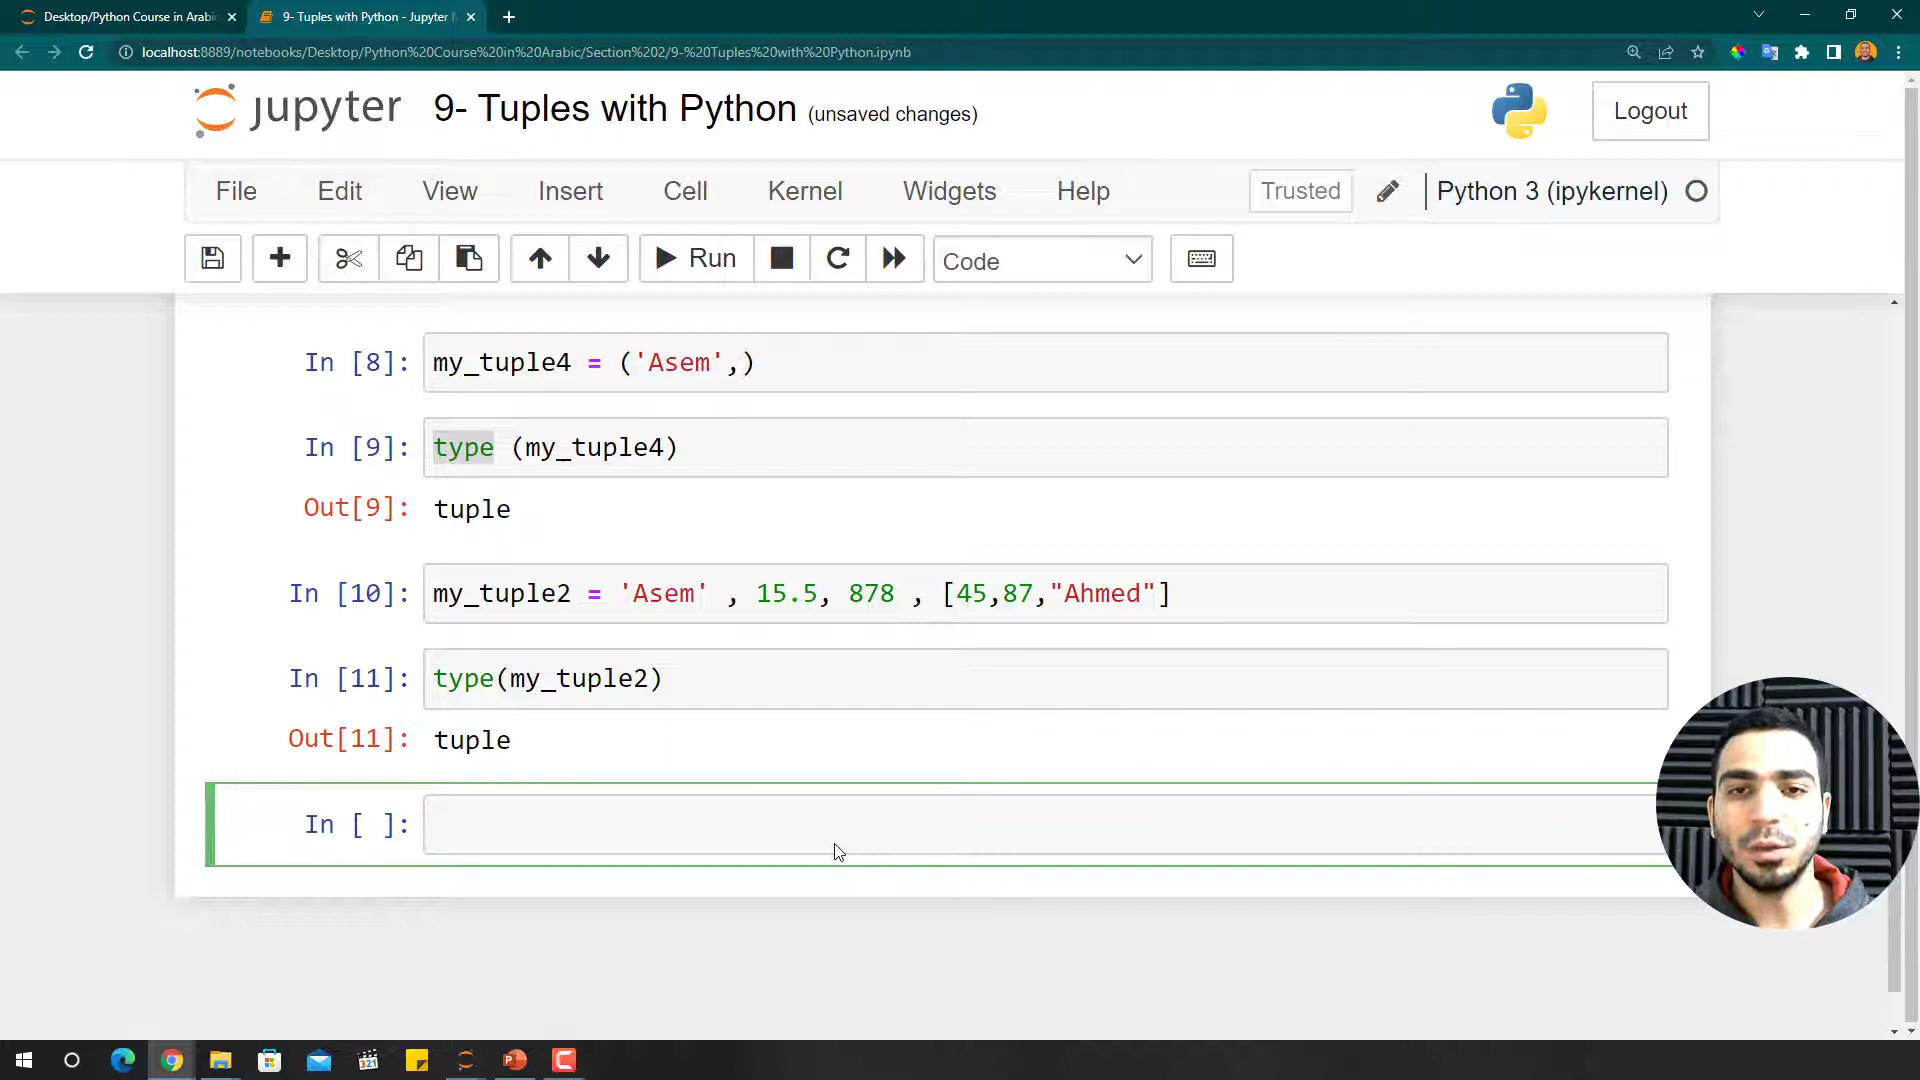 Desktop/Python Course in Arabi
9- Tuples with Python - Jupyter
localhost:8889/notebooks/Desktop/Python%20Course%20in%20Arabic/Section%202/9-%20Tuples%20with%20Python.ipynb
jupyter 9- Tuples with Python (unsaved changes)
Logout
File Edit View Insert Cell Kernel Widgets Help
Trusted
Python 3 (ipykernel)
Run
Code
In [8]: my_tuple4 = ('Asem',)
In [9]: type (my_tuple4)
Out[9]: tuple
In [10]: my_tuple2 = 'Asem' , 15.5, 878 , [45,87,"Ahmed"]
In [11]: type(my_tuple2)
Out[11]: tuple
In [ ]:
321
P
C